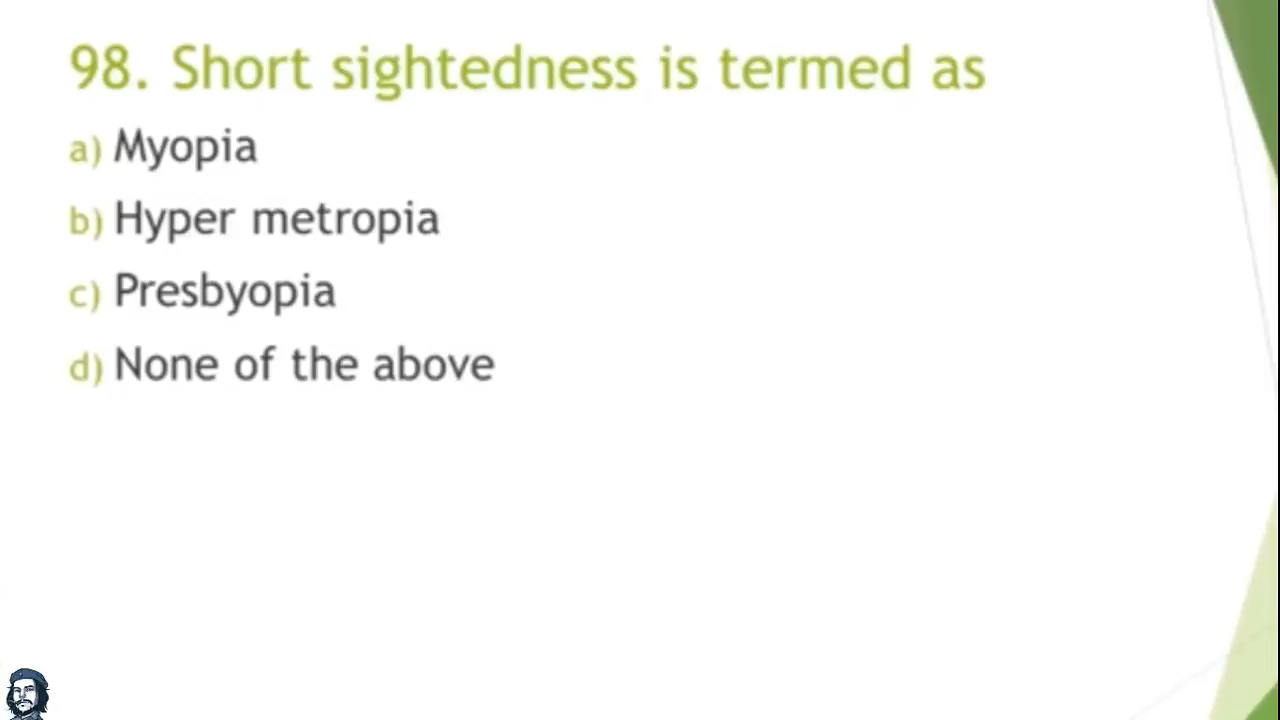 98. Short sightedness is termed as
a) Myopia
b) Hyper metropia
c) Presbyopia
d) None of the above